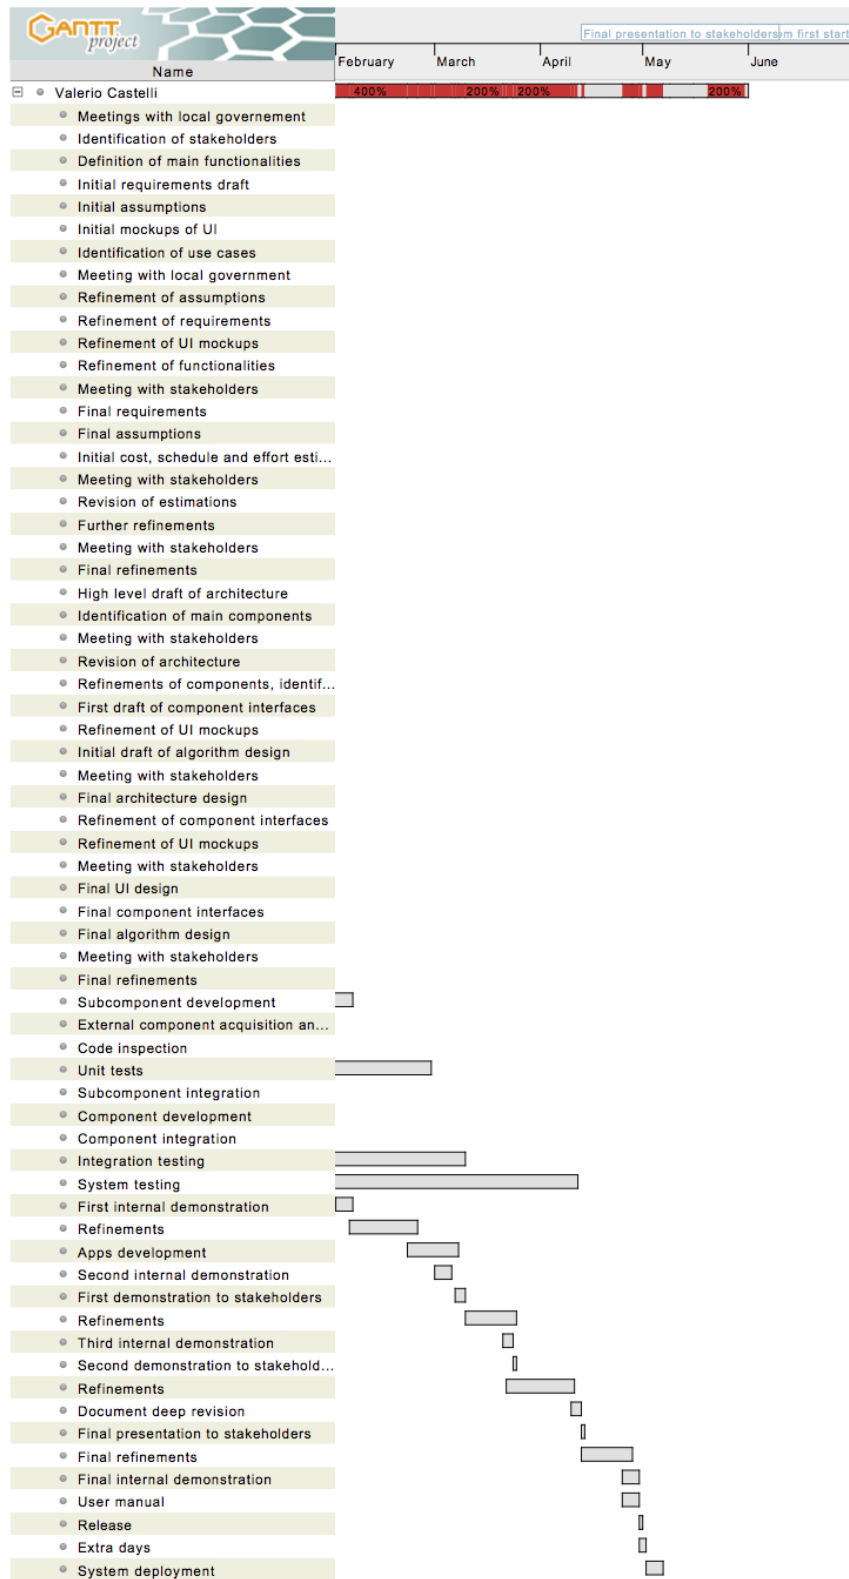 GANTT
project
Final presentation to stakeholders
m first start
February March April May June
Name
Valerio Castelli
400% 200% 200% 200%
Meetings with local governement
Identification of stakeholders
Definition of main functionalities
Initial requirements draft
Initial assumptions
Initial mockups of UI
Identification of use cases
Meeting with local government
Refinement of assumptions
Refinement of requirements
Refinement of UI mockups
Refinement of functionalities
Meeting with stakeholders
Final requirements
Final assumptions
Initial cost, schedule and effort esti...
Meeting with stakeholders
Revision of estimations
Further refinements
Meeting with stakeholders
Final refinements
High level draft of architecture
Identification of main components
Meeting with stakeholders
Revision of architecture
Refinements of components, identif...
First draft of component interfaces
Refinement of UI mockups
Initial draft of algorithm design
Meeting with stakeholders
Final architecture design
Refinement of component interfaces
Refinement of UI mockups
Meeting with stakeholders
Final UI design
Final component interfaces
Final algorithm design
Meeting with stakeholders
Final refinements
Subcomponent development
External component acquisition an...
Code inspection
Unit tests
Subcomponent integration
Component development
Component integration
Integration testing
System testing
First internal demonstration
Refinements
Apps development
Second internal demonstration
First demonstration to stakeholders
Refinements
Third internal demonstration
Second demonstration to stakehold...
Refinements
Document deep revision
Final presentation to stakeholders
Final refinements
Final internal demonstration
User manual
Release
Extra days
System deployment